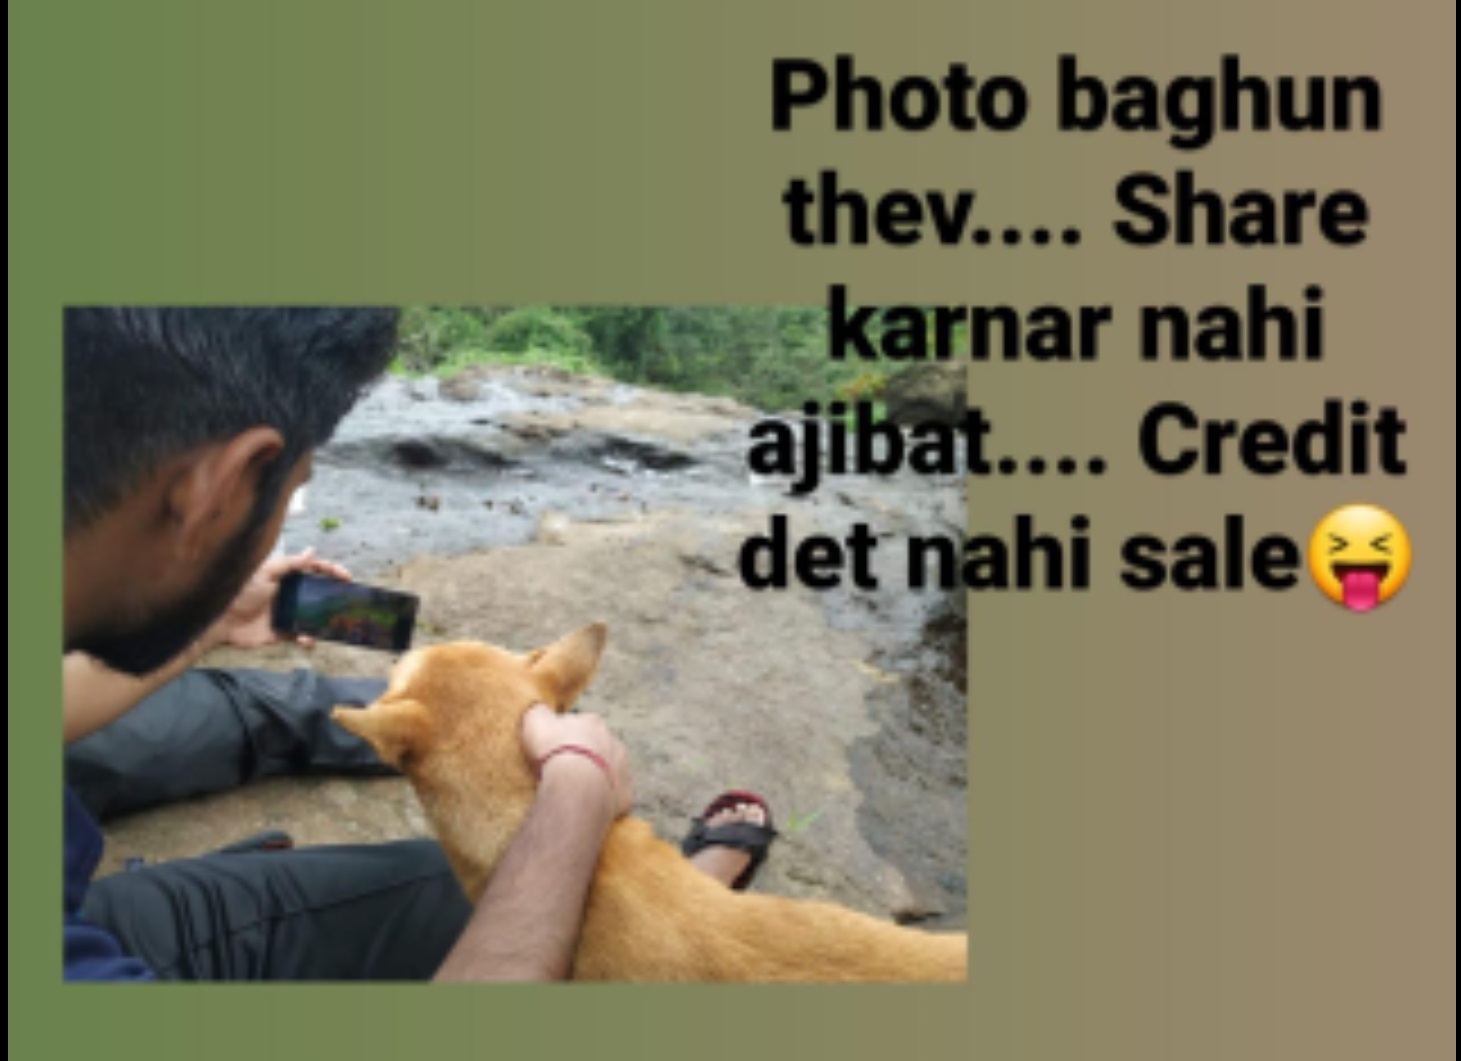 Photo baghun
thev.... Share
karnar nahi
ajibat.... Credit
det nahi sale😝